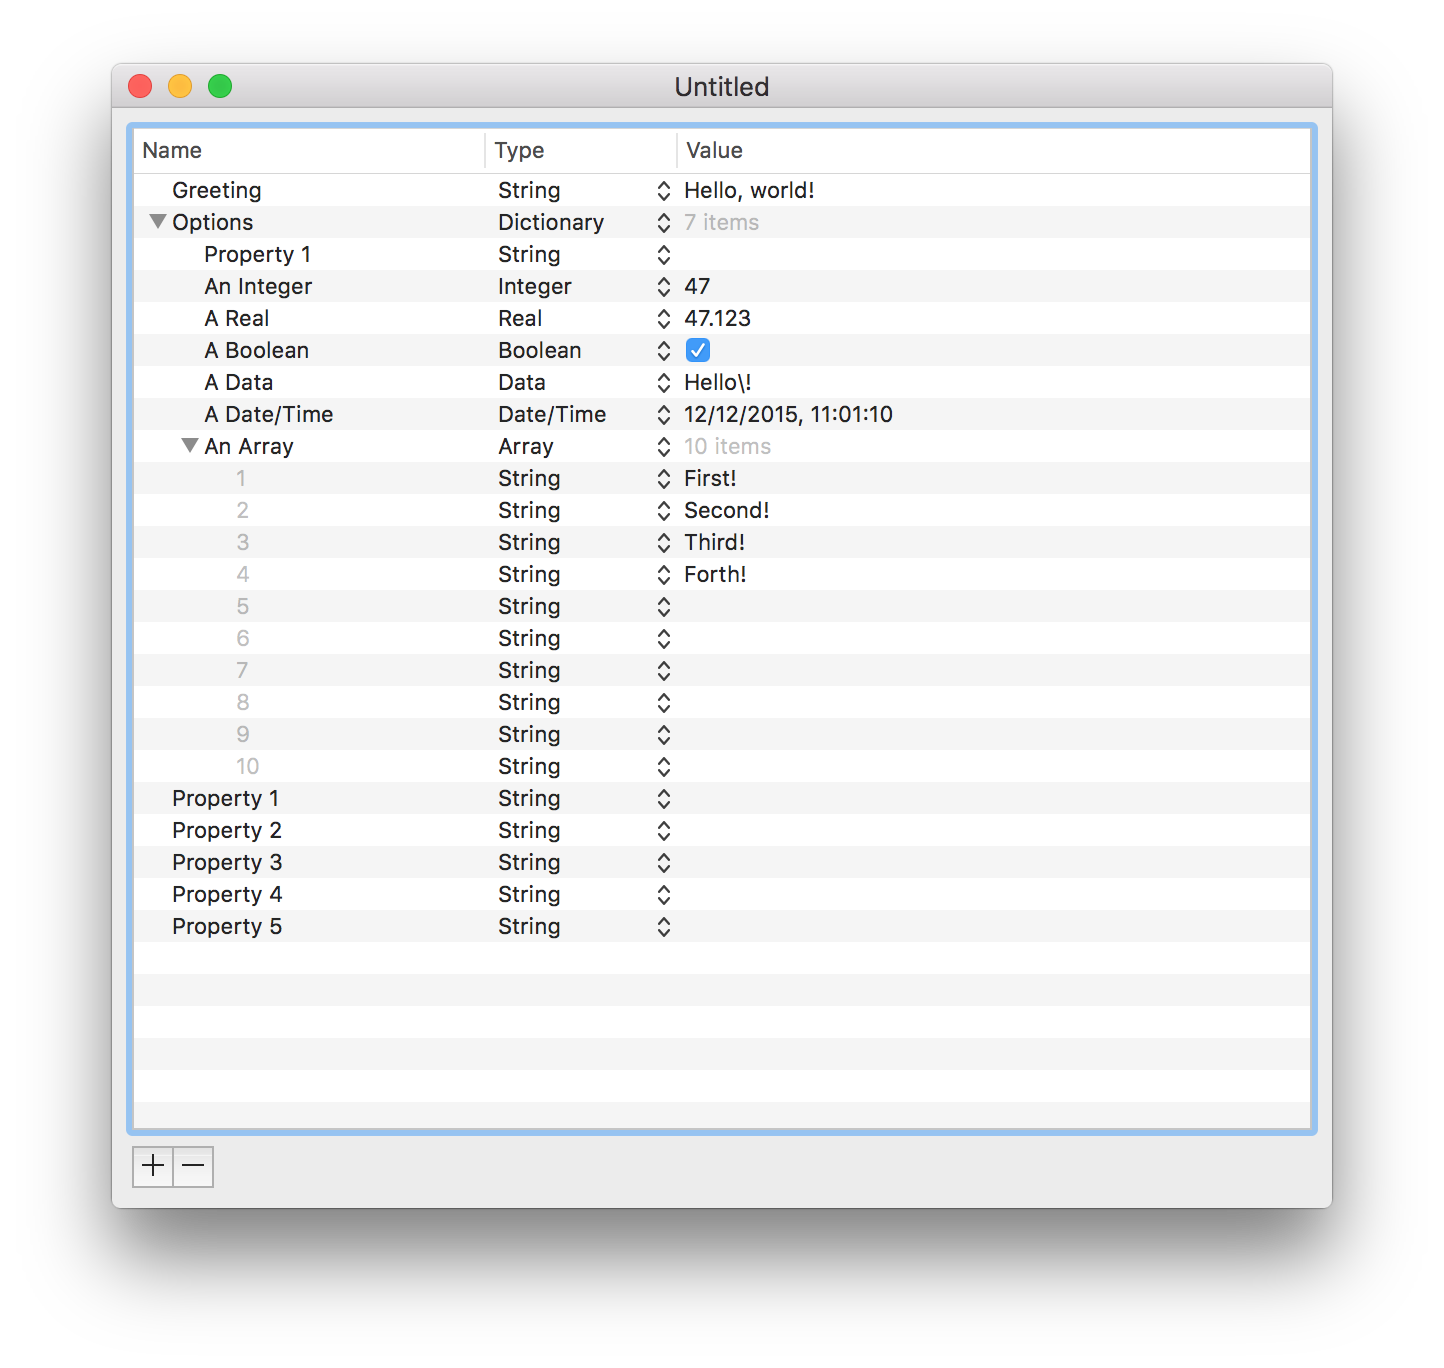 Untitled
Name Type Value
Greeting String Hello, world!
Options Dictionary 7 items
Property 1 String
An Integer Integer 47
A Real Real 47.123
A Boolean Boolean
A Data Data Hello\!
A Date/Time Date/Time 12/12/2015, 11:01:10
An Array Array 10 items
1 String First!
2 String Second!
3 String Third!
4 String Forth!
5 String
6 String
7 String
8 String
9 String
10 String
Property 1 String
Property 2 String
Property 3 String
Property 4 String
Property 5 String